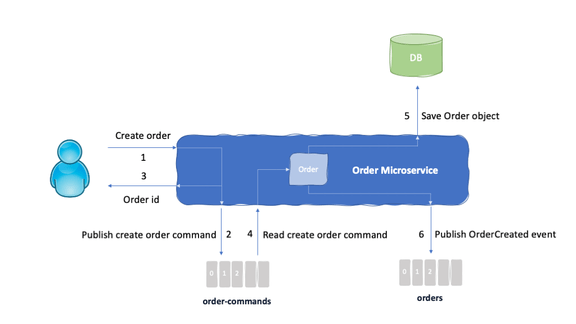 DB
5 Save Order object
Create order
1
3
Order id
Order
Order Microservice
Publish create order command 2
4 Read create order command
6 Publish OrderCreated event
0 1 2
order-commands
0 1 2
orders